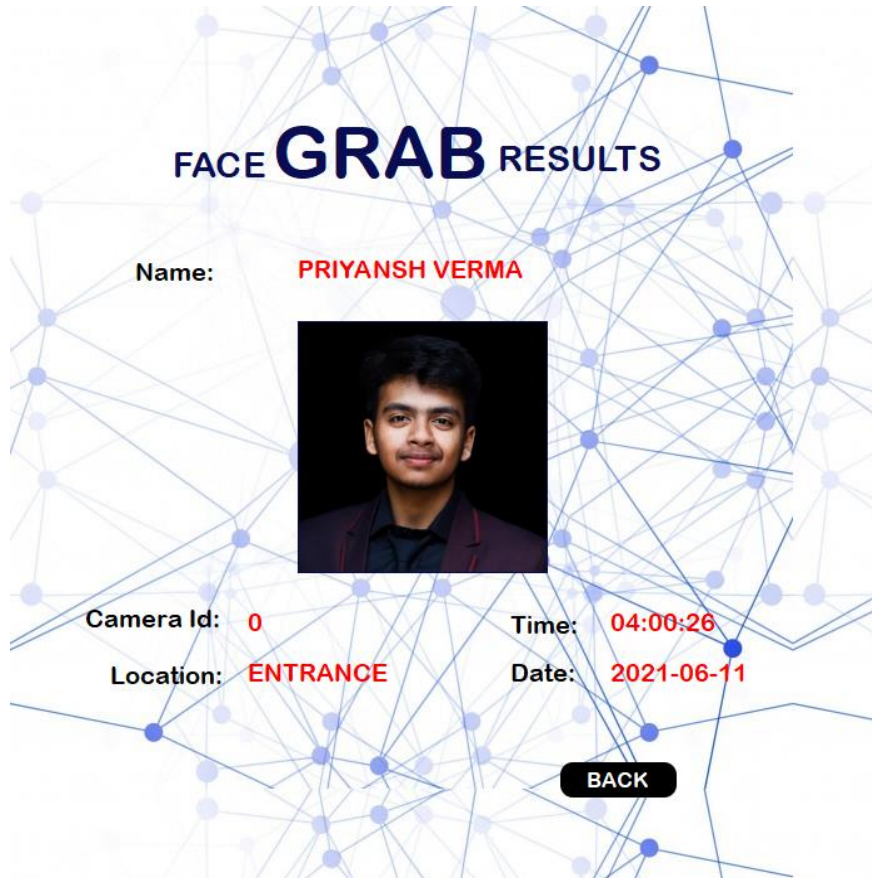 FACE GRAB RESULTS
Name: PRIYANSH VERMA
Camera Id: 0 Time: 04:00:26
Location: ENTRANCE Date: 2021-06-11
BACK